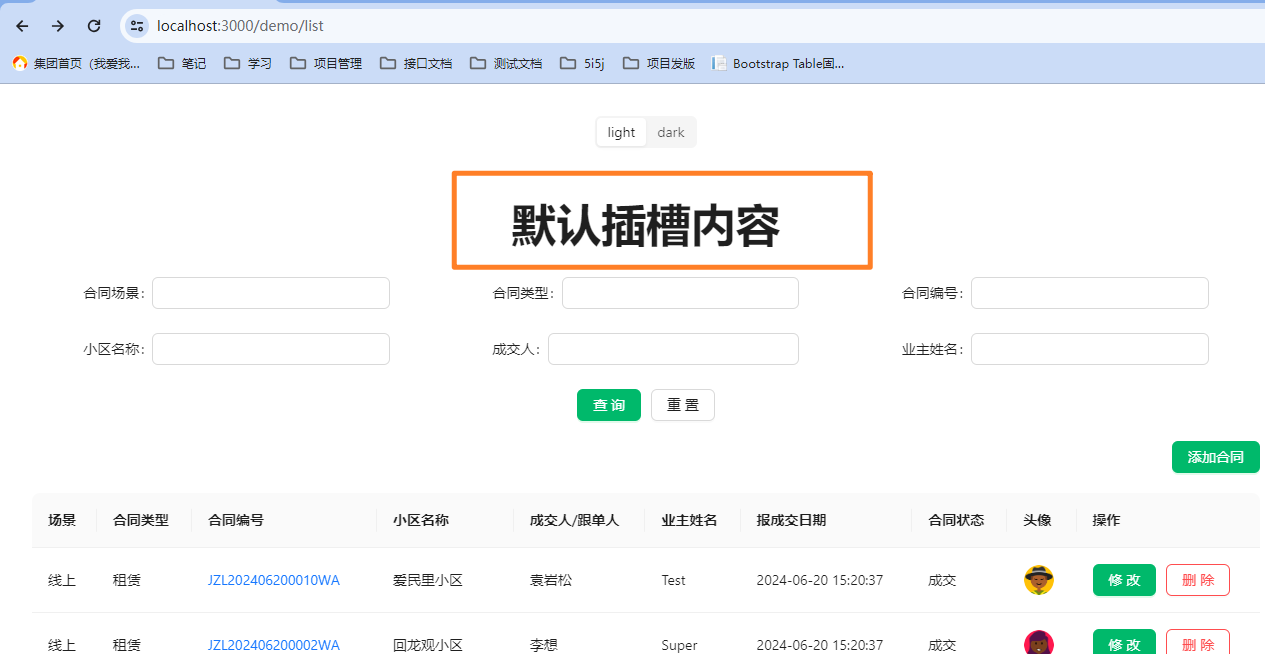 localhost:3000/demo/list
集团首页（我爱我... 笔记 学习 项目管理 接口文档 测试文档 5i5j 项目发版 Bootstrap Table固...
light dark
默认插槽内容
合同场景: 合同类型: 合同编号:
小区名称: 成交人: 业主姓名:
查 询 重 置
添加合同
场景 合同类型 合同编号 小区名称 成交人/跟单人 业主姓名 报成交日期 合同状态 头像 操作
线上 租赁 JZL202406200010WA 爱民里小区 袁岩松 Test 2024-06-20 15:20:37 成交 修 改 删 除
线上 租赁 JZL202406200002WA 回龙观小区 李想 Super 2024-06-20 15:20:37 成交 修 改 删 除